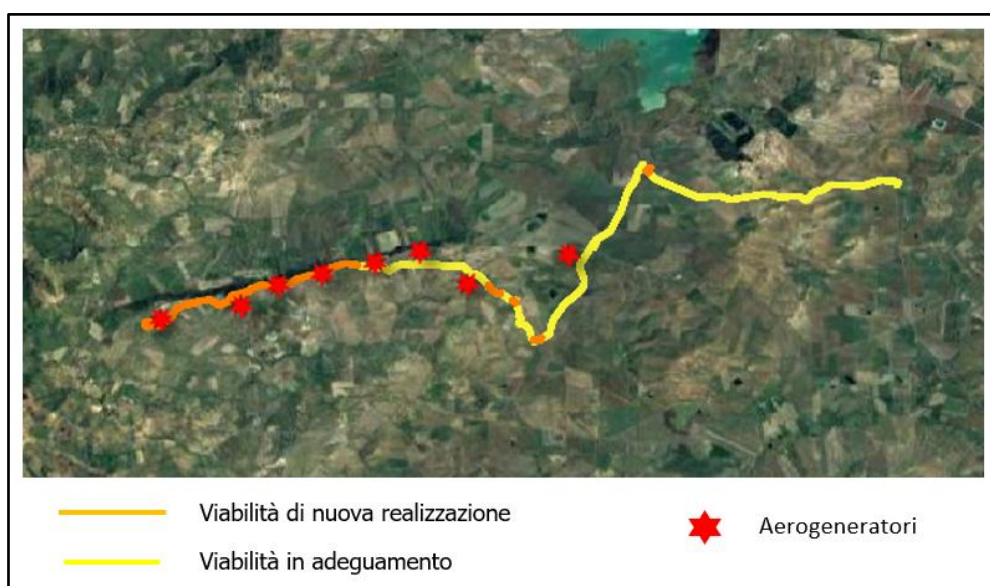 Viabilità di nuova realizzazione
Aerogeneratori
Viabilità in adeguamento